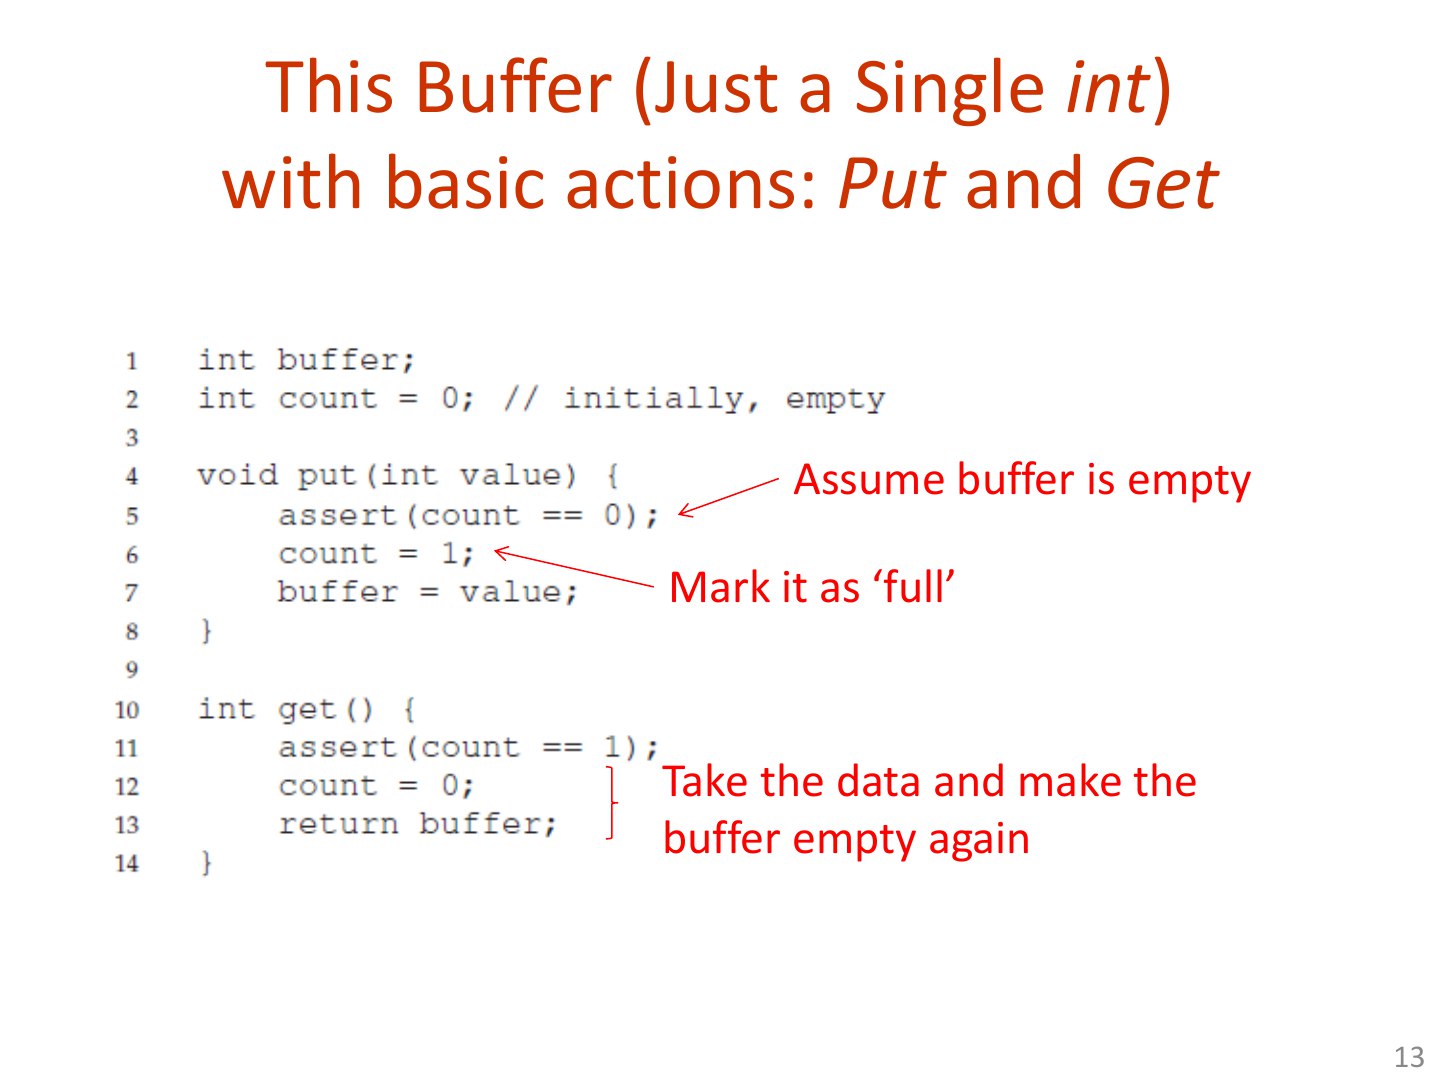 This Buffer (Just a Single int)
with basic actions: Put and Get
1 int buffer;
2 int count = 0; // initially, empty
3
4 void put(int value) {
Assume buffer is empty
5 assert(count == 0);
6 count = 1;
Mark it as ‘full’
7 buffer = value;
8 }
9
10 int get() {
11 assert(count == 1);
12 count = 0;
13 return buffer;
Take the data and make the
buffer empty again
14 }
13